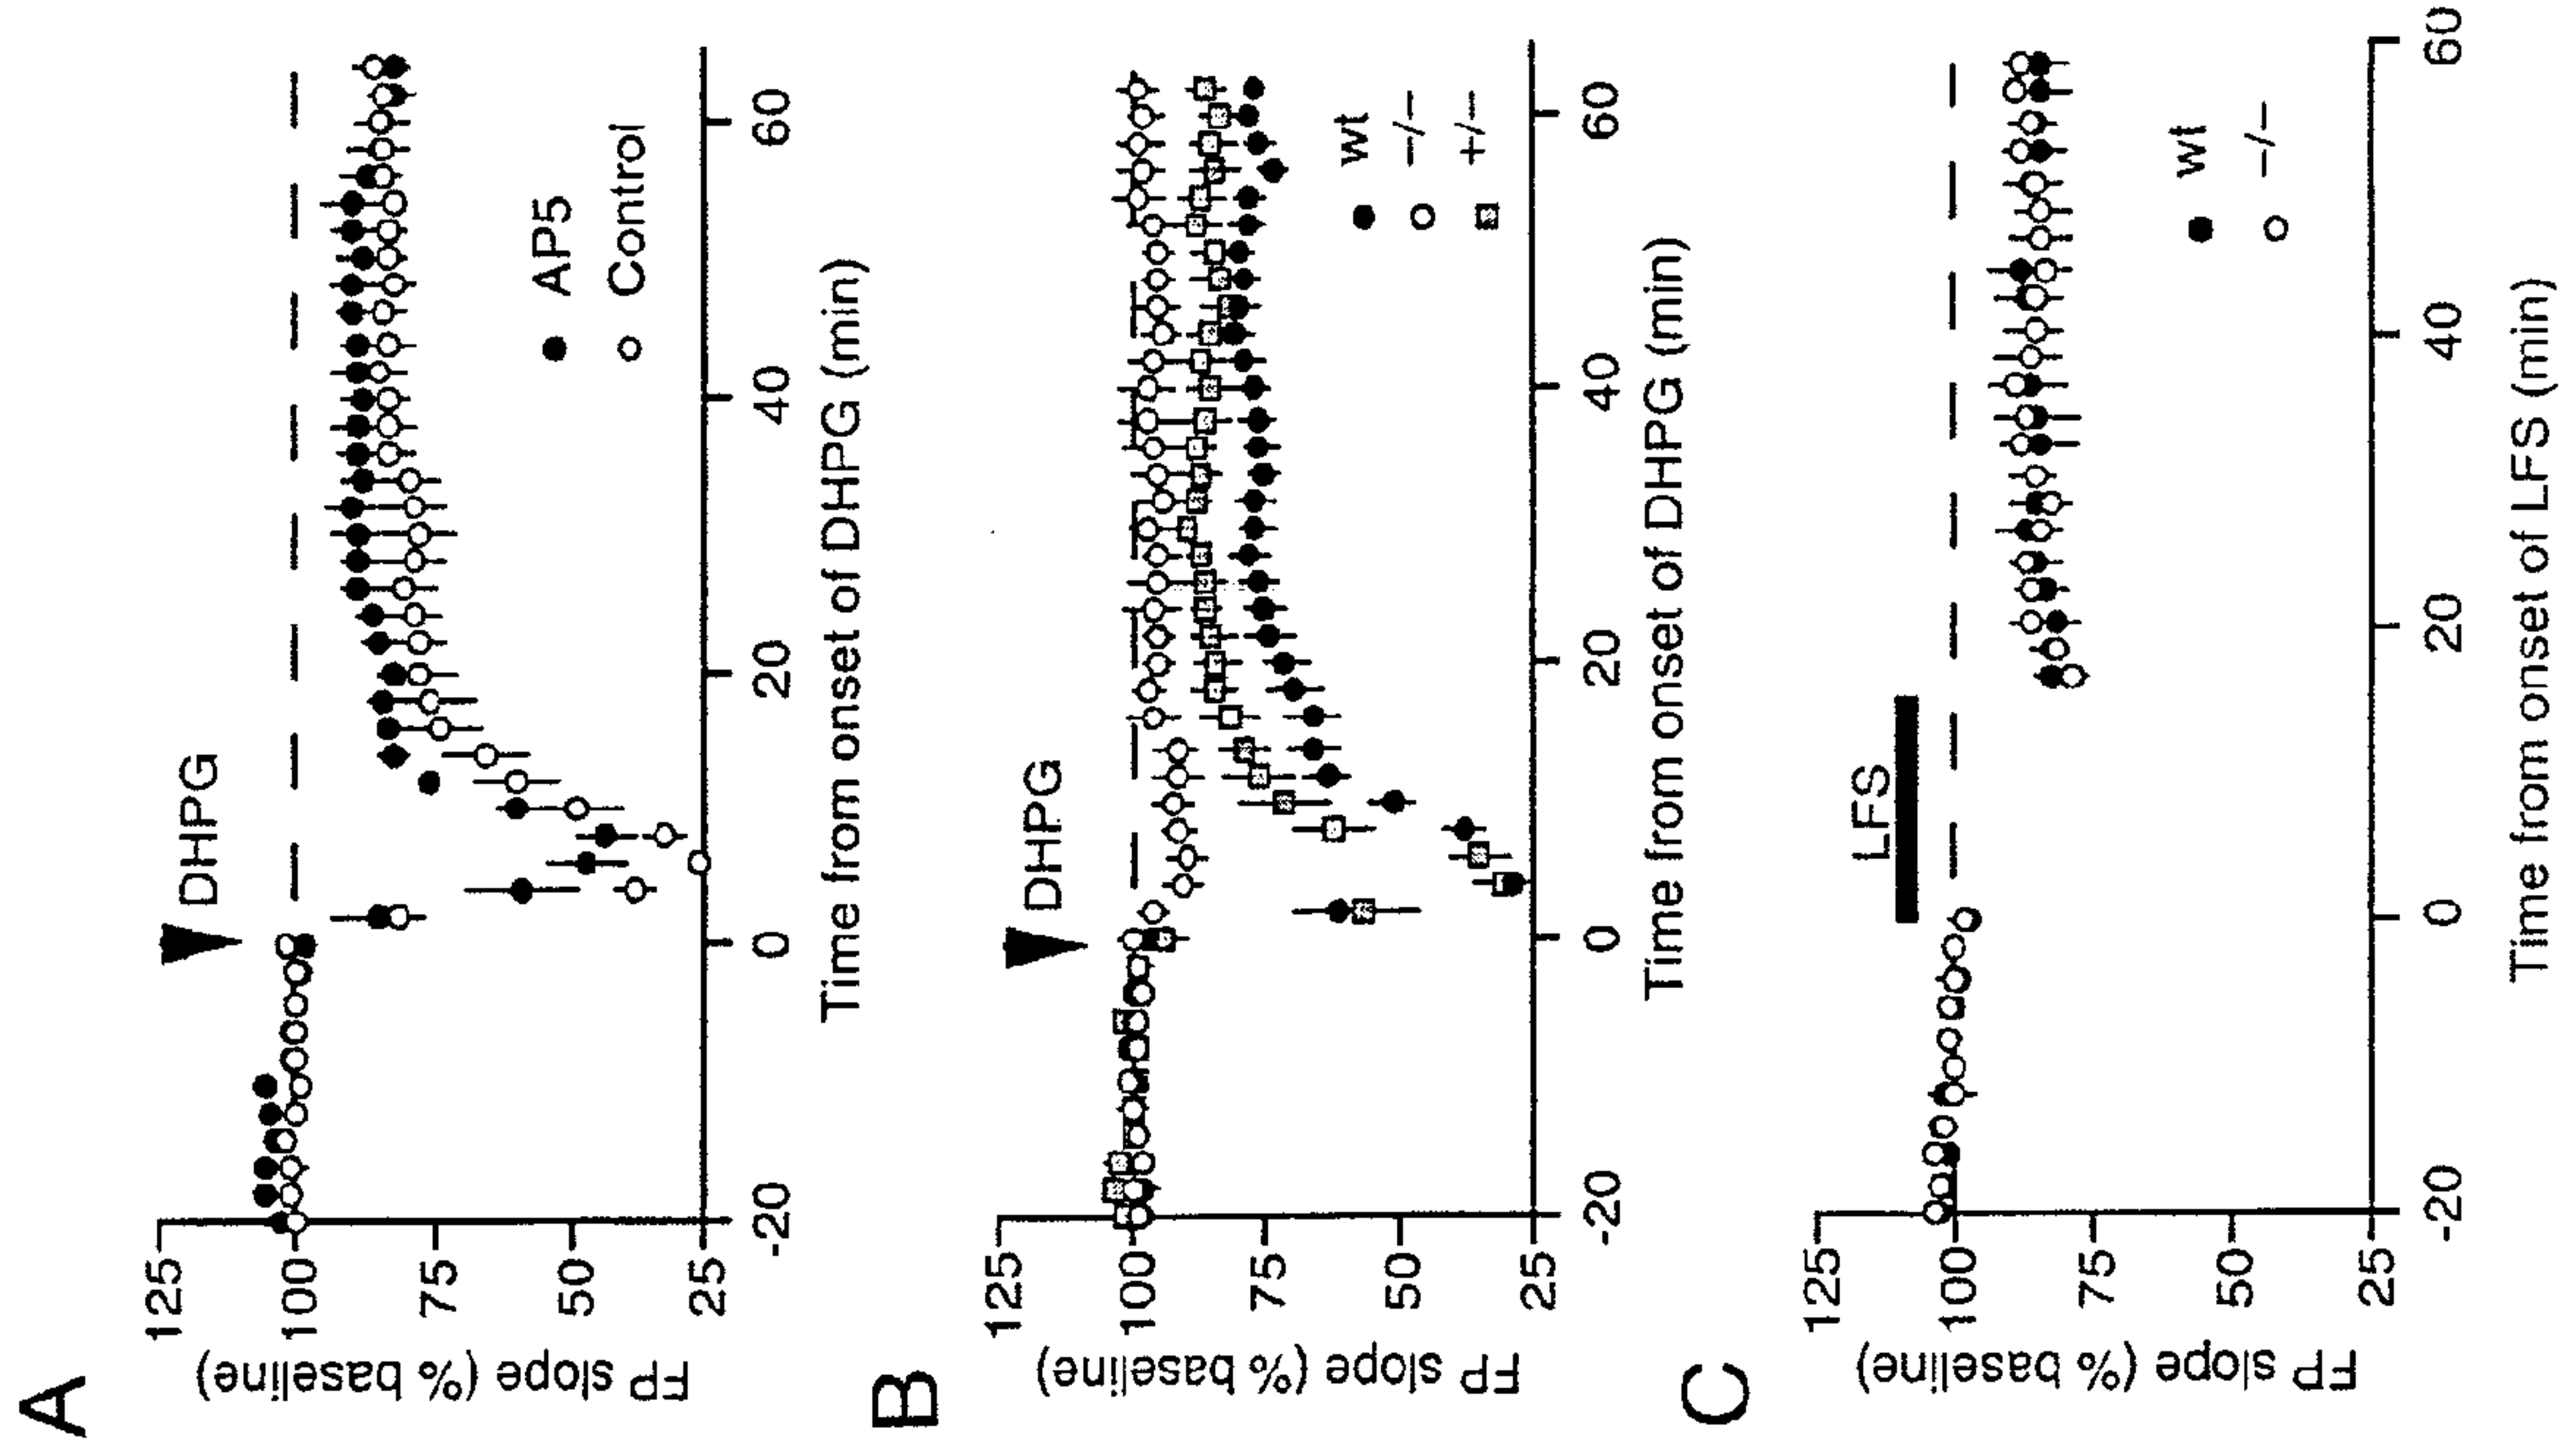 A
DHPG
125
100
75
50
25
FP slope (% baseline)
AP5
Control
-20
0
20
40
60
Time from onset of DHPG (min)
B
DHPG
125
100
75
50
25
FP slope (% baseline)
wt
−/−
+/−
-20
0
20
40
60
Time from onset of DHPG (min)
C
LFS
125
100
75
50
25
FP slope (% baseline)
wt
−/−
-20
0
20
40
60
Time from onset of LFS (min)